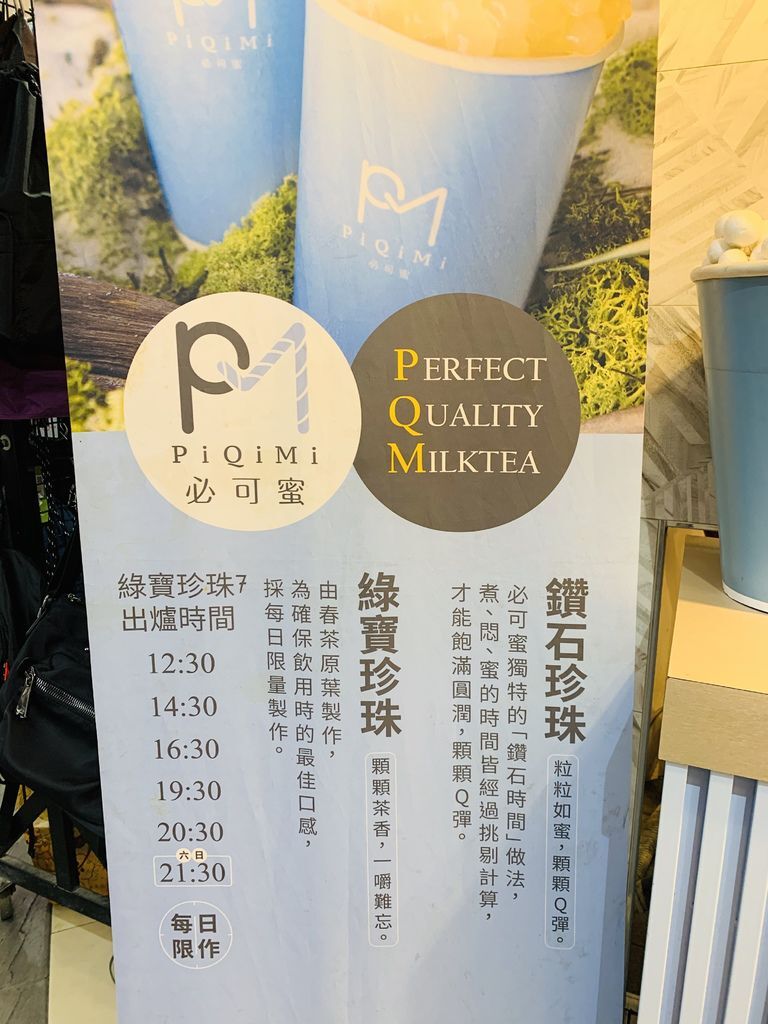 PiQiMi
必可蜜
PM
PiQiMi
必可蜜
PM
PiQiMi
必可蜜
PERFECT
QUALITY
MILKTEA
鑽石珍珠
粒粒如蜜，顆顆Q彈。
必可蜜獨特的「鑽石時間」做法，
煮、悶、蜜的時間皆經過挑剔計算，
才能飽滿圓潤，顆顆Q彈。
綠寶珍珠
顆顆茶香，一嚼難忘。
由春茶原葉製作，
為確保飲用時的最佳口感，
採每日限量製作。
綠寶珍珠
出爐時間
12:30
14:30
16:30
19:30
20:30
六日
21:30
每日
限作